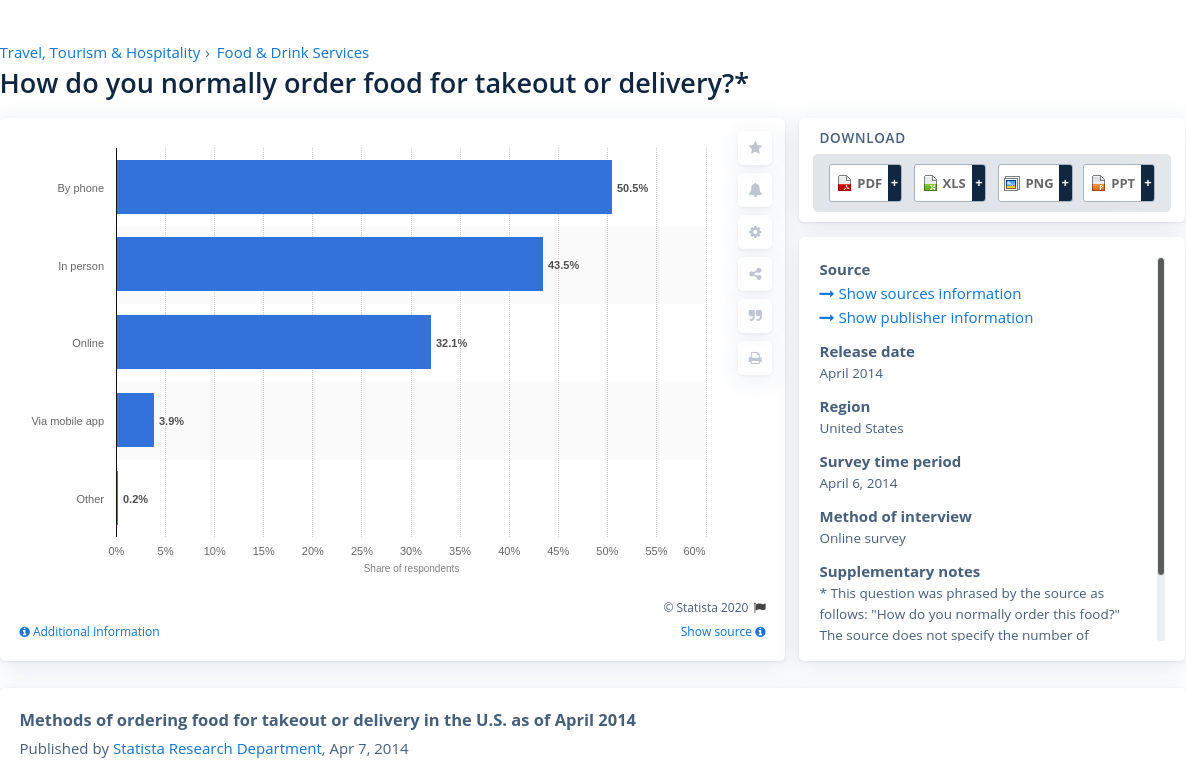 Travel, Tourism & Hospitality › Food & Drink Services
How do you normally order food for takeout or delivery?*
By phone
50.5%
In person
43.5%
Online
32.1%
Via mobile app
3.9%
Other
0.2%
0% 5% 10% 15% 20% 25% 30% 35% 40% 45% 50% 55% 60%
Share of respondents
© Statista 2020
Additional Information
Show source
DOWNLOAD
PDF + XLS + PNG + PPT +
Source
Show sources information
Show publisher information
Release date
April 2014
Region
United States
Survey time period
April 6, 2014
Method of interview
Online survey
Supplementary notes
* This question was phrased by the source as
follows: "How do you normally order this food?"
The source does not specify the number of
Methods of ordering food for takeout or delivery in the U.S. as of April 2014
Published by Statista Research Department, Apr 7, 2014